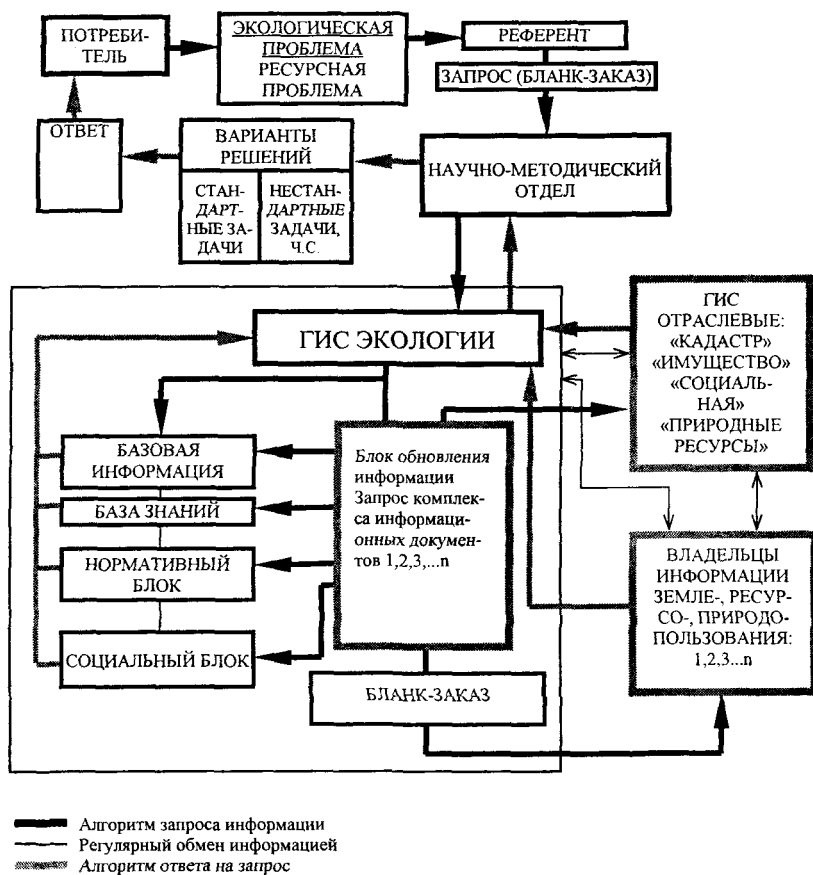 ПОТРЕБИ-
ТЕЛЬ
ЭКОЛОГИЧЕСКАЯ
ПРОБЛЕМА
РЕСУРСНАЯ
ПРОБЛЕМА
РЕФЕРЕНТ
ЗАПРОС (БЛАНК-ЗАКАЗ)
ОТВЕТ
ВАРИАНТЫ
РЕШЕНИЙ
СТАН-
ДАРТ-
НЫЕ ЗА-
ДАЧИ
НЕСТАН-
ДАРТНЫЕ
ЗАДАЧИ,
Ч.С.
НАУЧНО-МЕТОДИЧЕСКИЙ
ОТДЕЛ
ГИС ЭКОЛОГИИ
ГИС
ОТРАСЛЕВЫЕ:
«КАДАСТР»
«ИМУЩЕСТВО»
«СОЦИАЛЬ-
НАЯ»
«ПРИРОДНЫЕ
РЕСУРСЫ»
БАЗОВАЯ
ИНФОРМАЦИЯ
БАЗА ЗНАНИЙ
НОРМАТИВНЫЙ
БЛОК
СОЦИАЛЬНЫЙ БЛОК
Блок обновления
информации
Запрос комплек-
са информаци-
онных докумен-
тов 1,2,3,...n
БЛАНК-ЗАКАЗ
ВЛАДЕЛЬЦЫ
ИНФОРМАЦИИ
ЗЕМЛЕ-, РЕСУР-
СО-, ПРИРОДО-
ПОЛЬЗОВАНИЯ:
1,2,3...n
Алгоритм запроса информации
Регулярный обмен информацией
Алгоритм ответа на запрос